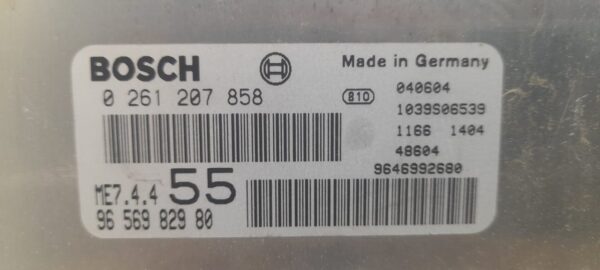 BOSCH
Made in Germany
0 261 207 858
810
040604
1039S06539
1166 1404
48604
9646992680
ME7.4.4 55
96 569 829 80